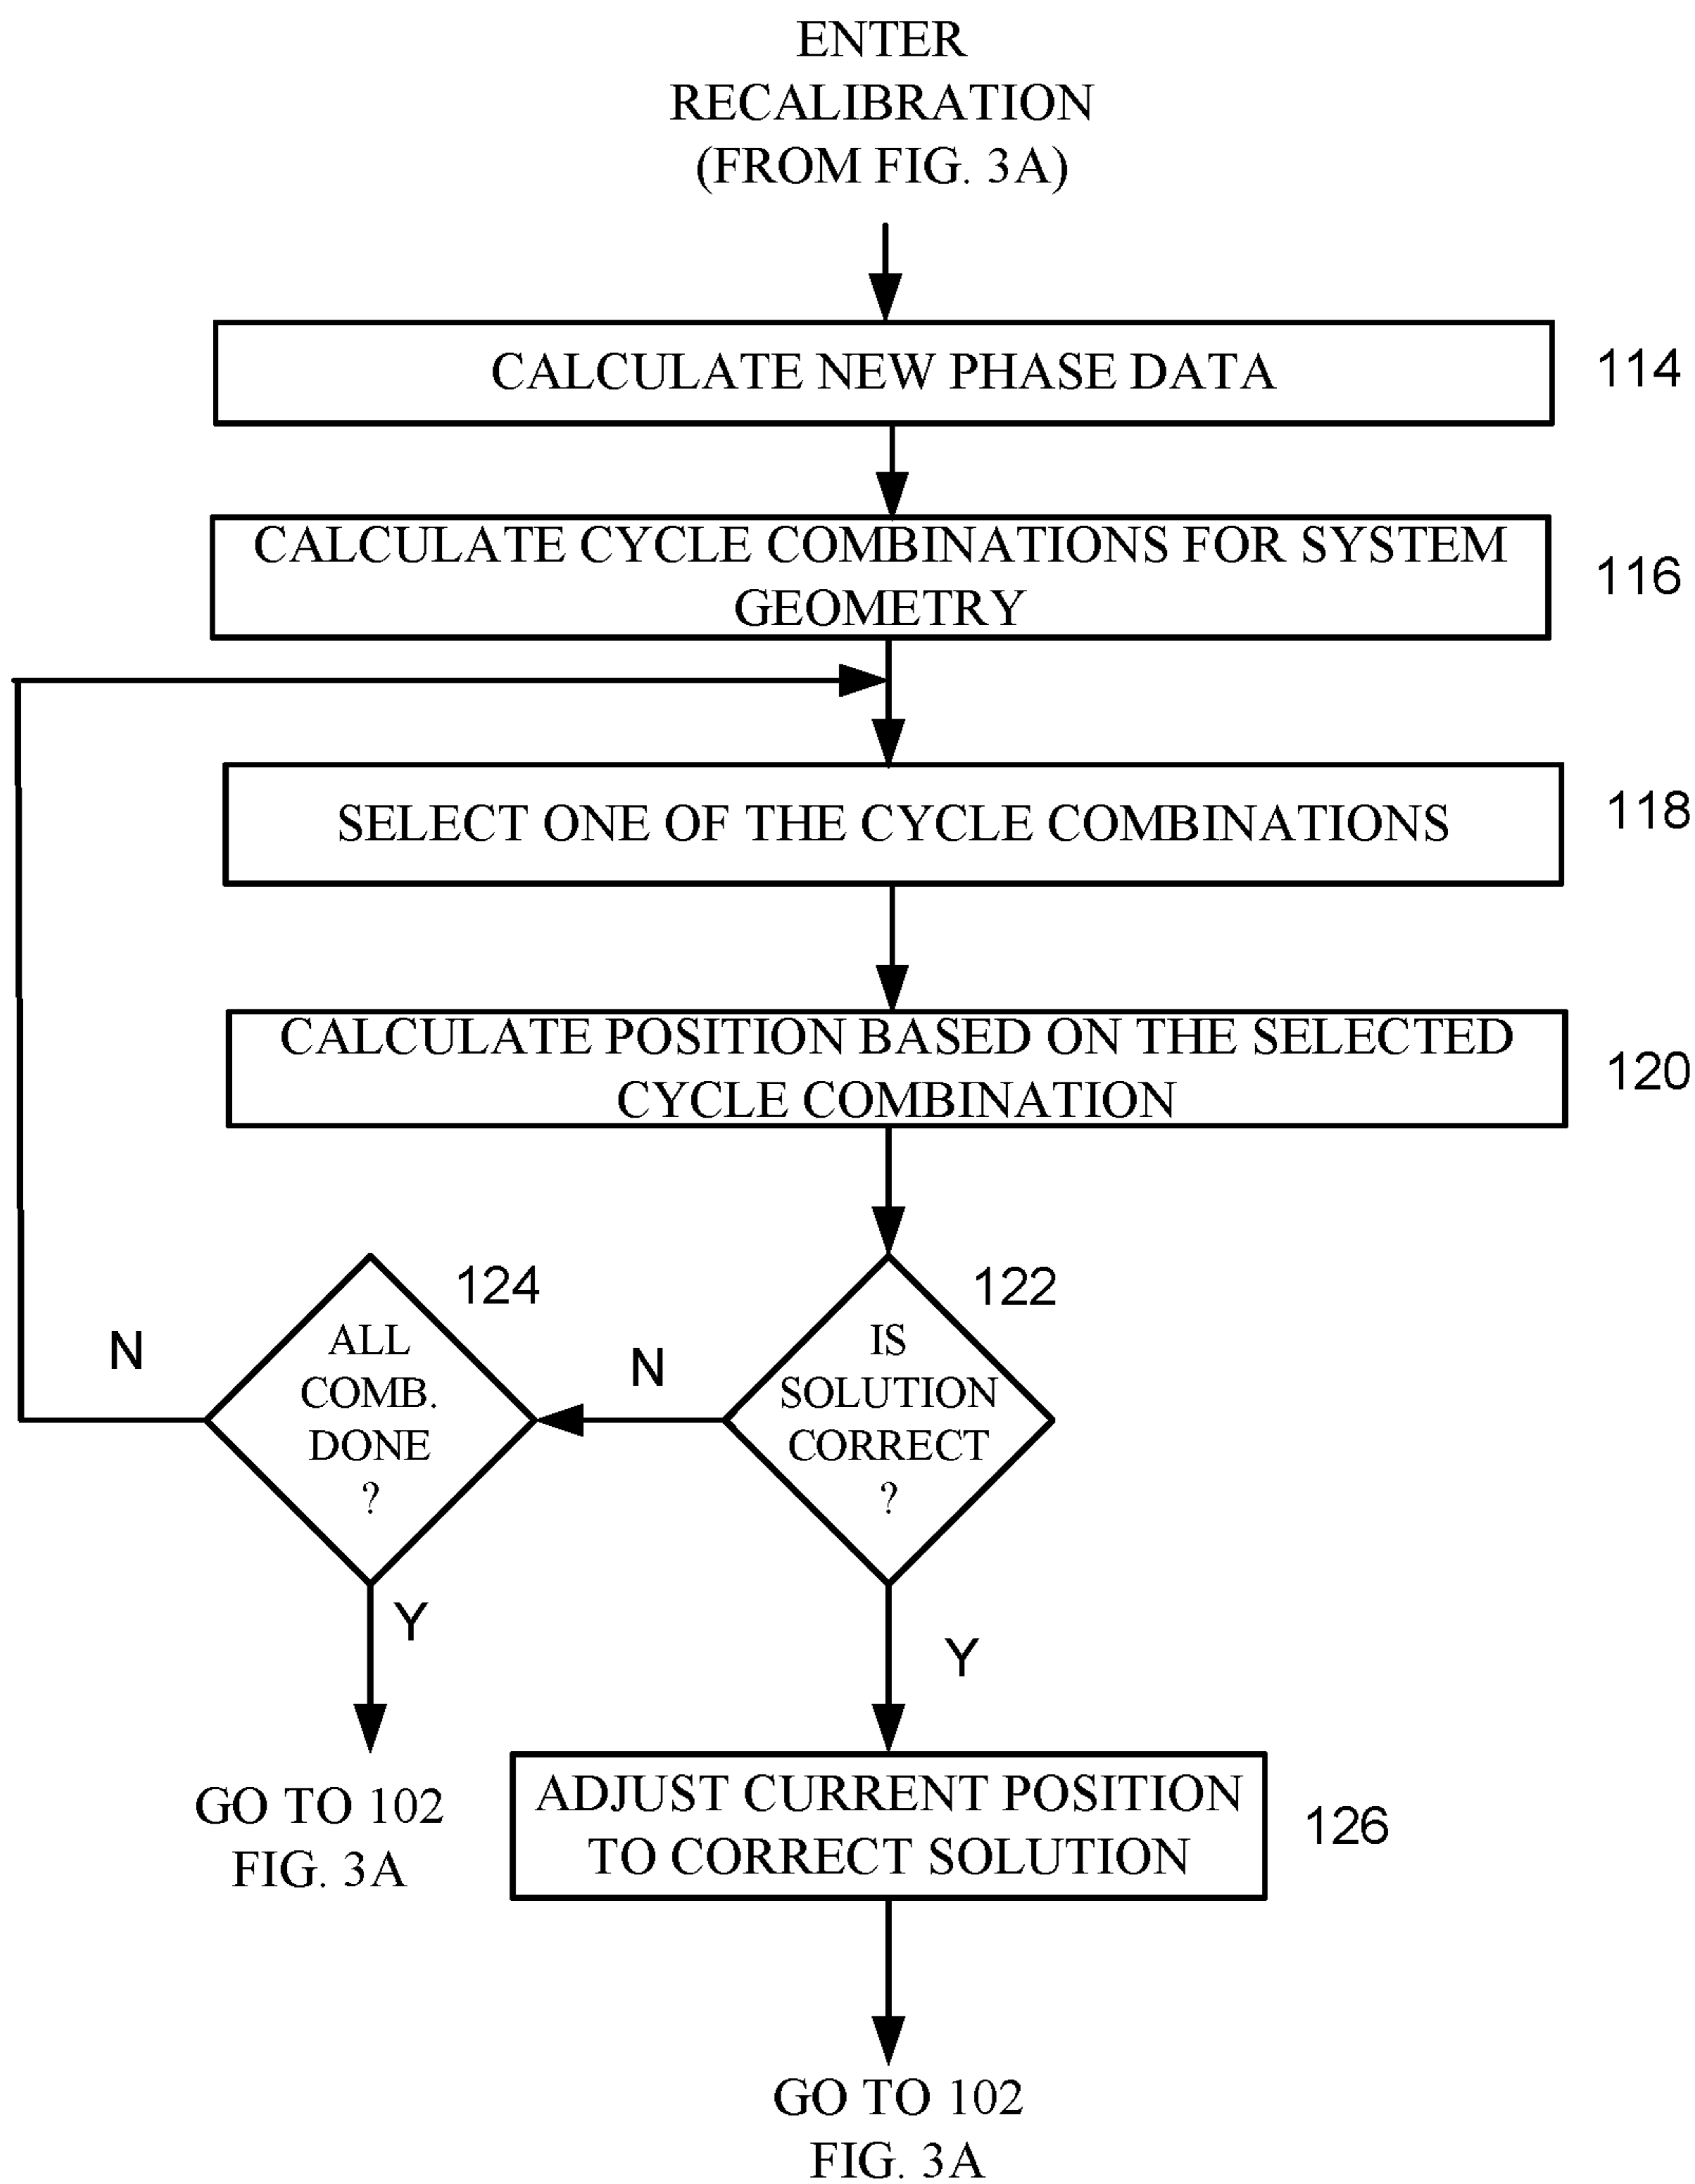 ENTER
RECALIBRATION
(FROM FIG. 3A)
CALCULATE NEW PHASE DATA
114
CALCULATE CYCLE COMBINATIONS FOR SYSTEM
GEOMETRY
116
SELECT ONE OF THE CYCLE COMBINATIONS
118
CALCULATE POSITION BASED ON THE SELECTED
CYCLE COMBINATION
120
122
IS
SOLUTION
CORRECT
?
N
124
ALL
COMB.
DONE
?
N
Y
GO TO 102
FIG. 3A
Y
ADJUST CURRENT POSITION
TO CORRECT SOLUTION
126
GO TO 102
FIG. 3A